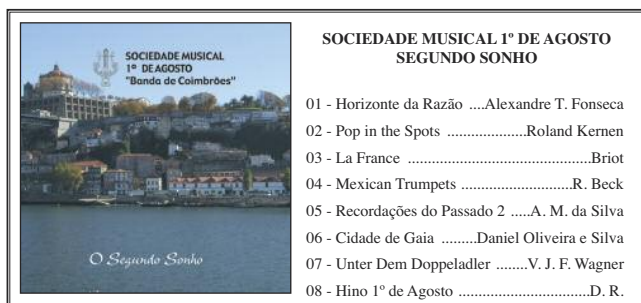 SOCIEDADE MUSICAL
1º DE AGOSTO
"Banda de Coimbrões"
O Segundo Sonho
SOCIEDADE MUSICAL 1º DE AGOSTO
SEGUNDO SONHO
01 - Horizonte da Razão ....Alexandre T. Fonseca
02 - Pop in the Spots ....................Roland Kernen
03 - La France ...............................................Briot
04 - Mexican Trumpets ............................R. Beck
05 - Recordações do Passado 2 .....A. M. da Silva
06 - Cidade de Gaia .........Daniel Oliveira e Silva
07 - Unter Dem Doppeladler ........V. J. F. Wagner
08 - Hino 1º de Agosto .................................D. R.